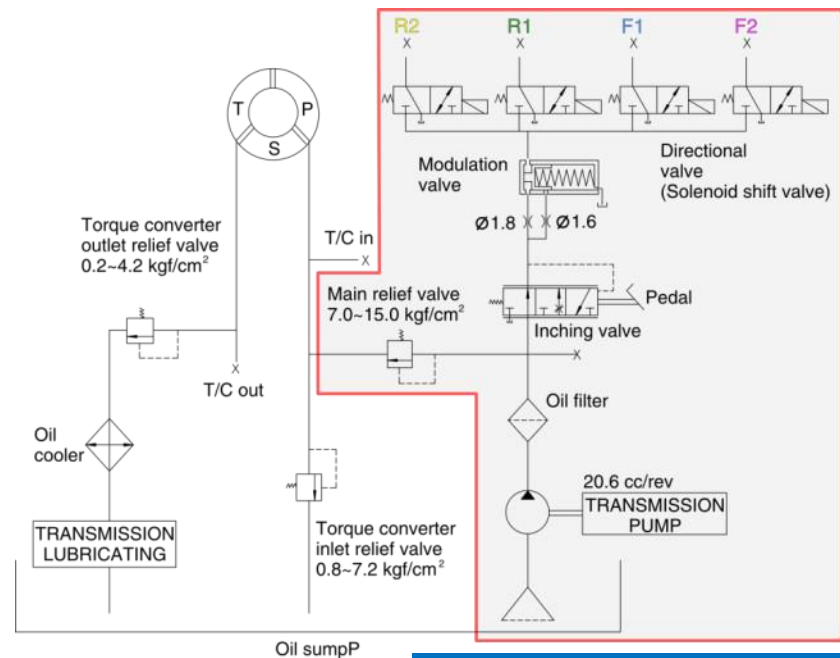 R2
R1
F1
F2
T
P
S
Modulation
valve
Directional
valve
(Solenoid shift valve)
Torque converter
outlet relief valve
0.2~4.2 kgf/cm²
T/C in
Ø1.8
Ø1.6
Main relief valve
7.0~15.0 kgf/cm²
Pedal
Inching valve
T/C out
Oil filter
Oil
cooler
20.6 cc/rev
TRANSMISSION
PUMP
TRANSMISSION
LUBRICATING
Torque converter
inlet relief valve
0.8~7.2 kgf/cm²
Oil sumpP